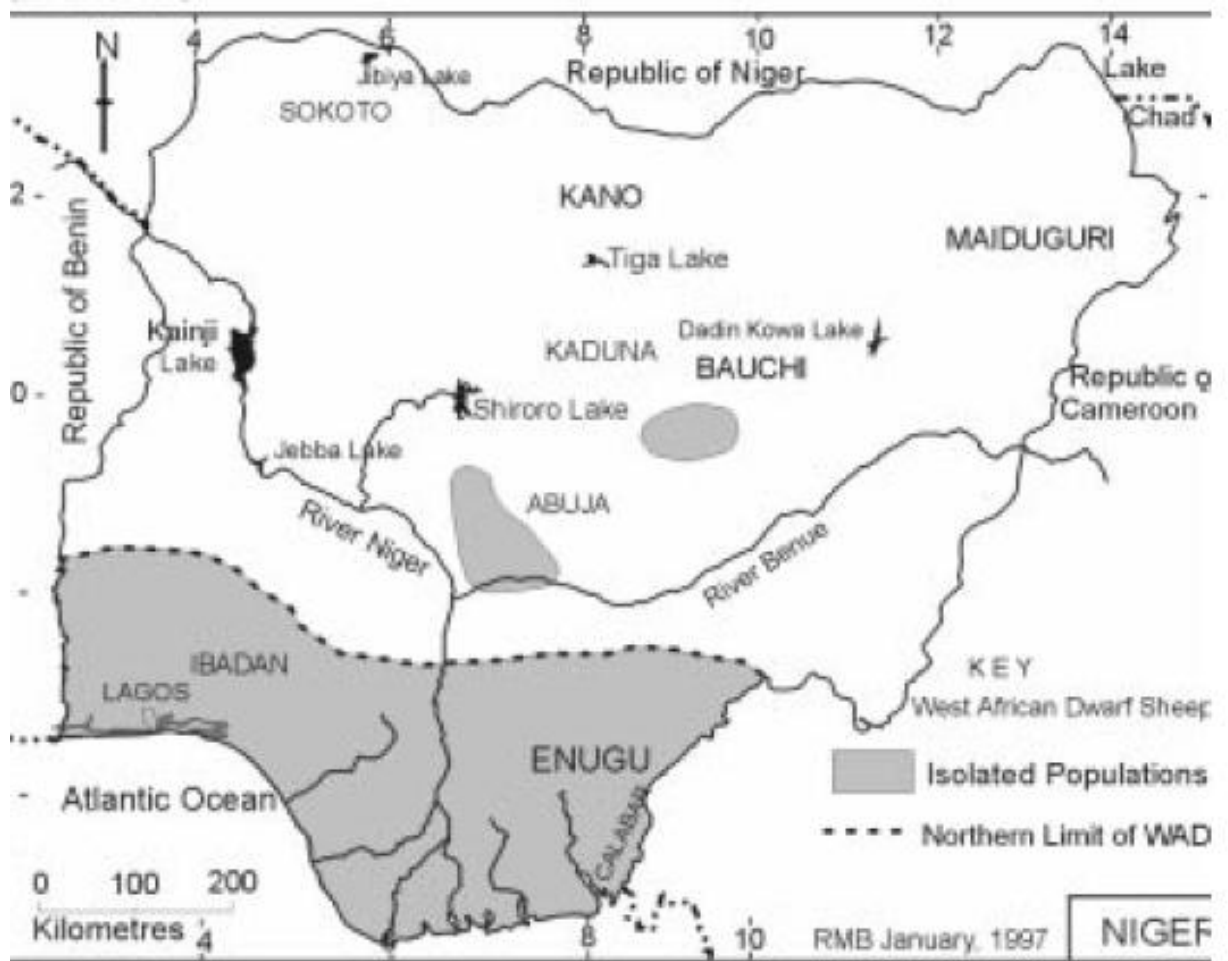 4 6 8 10 12 14
N
Jibiya Lake
Republic of Niger
Lake
Chad
SOKOTO
2 -
KANO
MAIDUGURI
Tiga Lake
Republic of Benin
Kainji
Lake
Dadin Kowa Lake
KADUNA
BAUCHI
0 -
Republic o
Cameroon
Shiroro Lake
Jebba Lake
ABUJA
River Niger
River Benue
IBADAN
LAGOS
KEY
West African Dwarf Sheep
ENUGU
Isolated Populations
Atlantic Ocean
CALABAR
Northern Limit of WAD
0 100 200
Kilometres
4 6 8 10
RMB January, 1997
NIGER